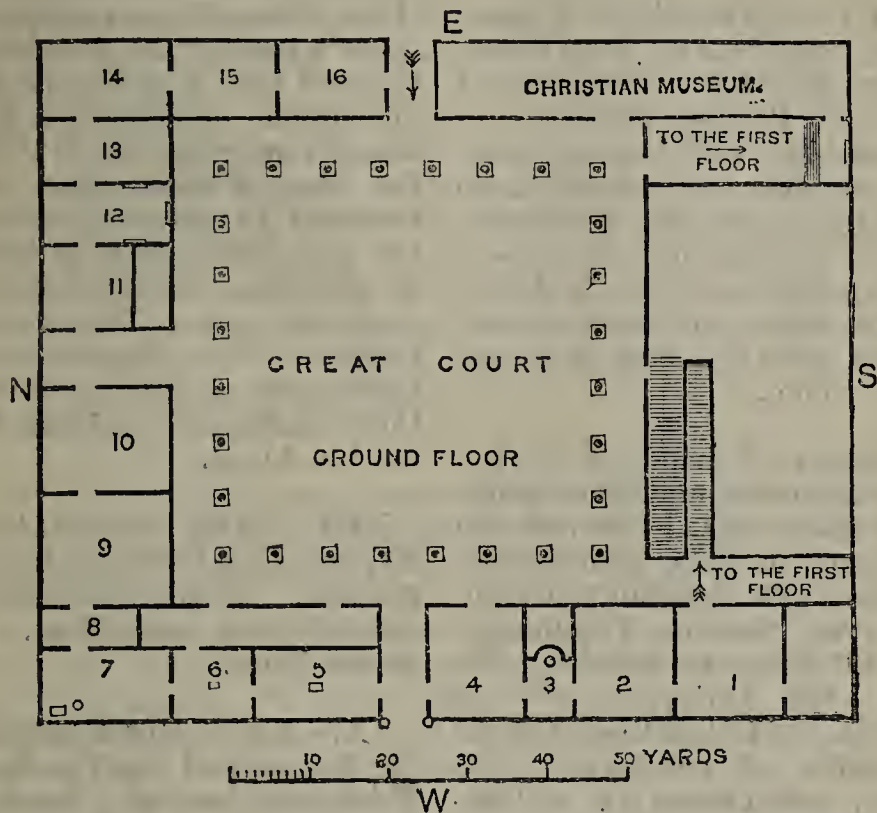 E
14 15 16
CHRISTIAN MUSEUM.
13
TO THE FIRST
FLOOR
12
11
GREAT COURT
N
S
10
GROUND FLOOR
9
TO THE FIRST
FLOOR
8
7 6 5 4 3 2 1
10 20 30 40 50 YARDS
W.